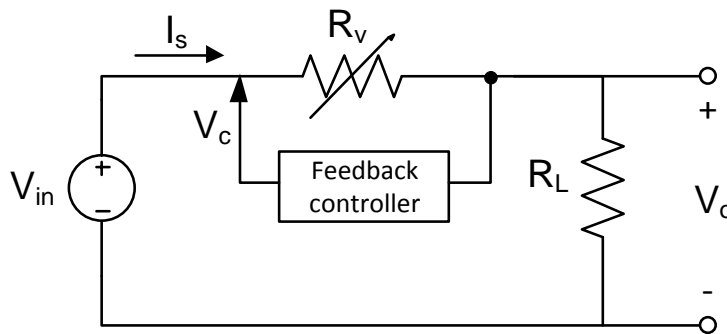 Is
Rv
Vc
Feedback
controller
Vin
+
−
RL
+
Vo
-